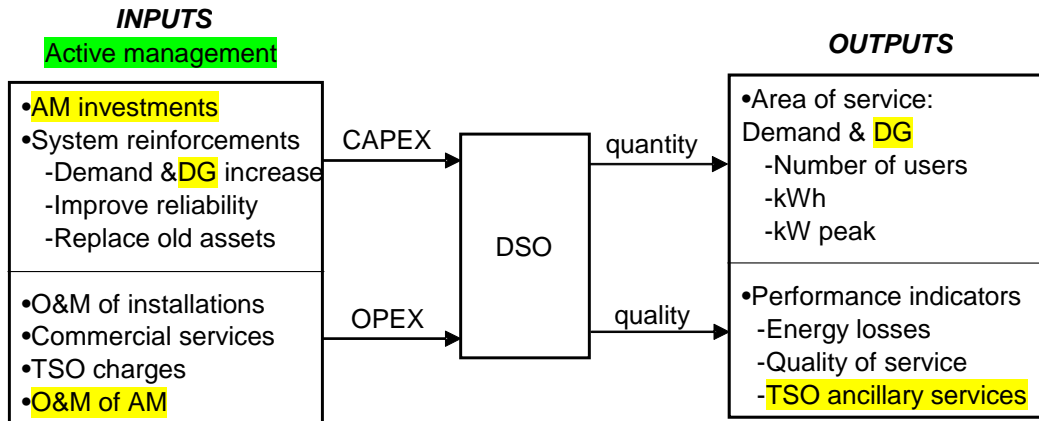 INPUTS
Active management
•AM investments
•System reinforcements
-Demand &DG increase
-Improve reliability
-Replace old assets
•O&M of installations
•Commercial services
•TSO charges
•O&M of AM
CAPEX
OPEX
DSO
quantity
quality
OUTPUTS
•Area of service:
Demand & DG
-Number of users
-kWh
-kW peak
•Performance indicators
-Energy losses
-Quality of service
-TSO ancillary services